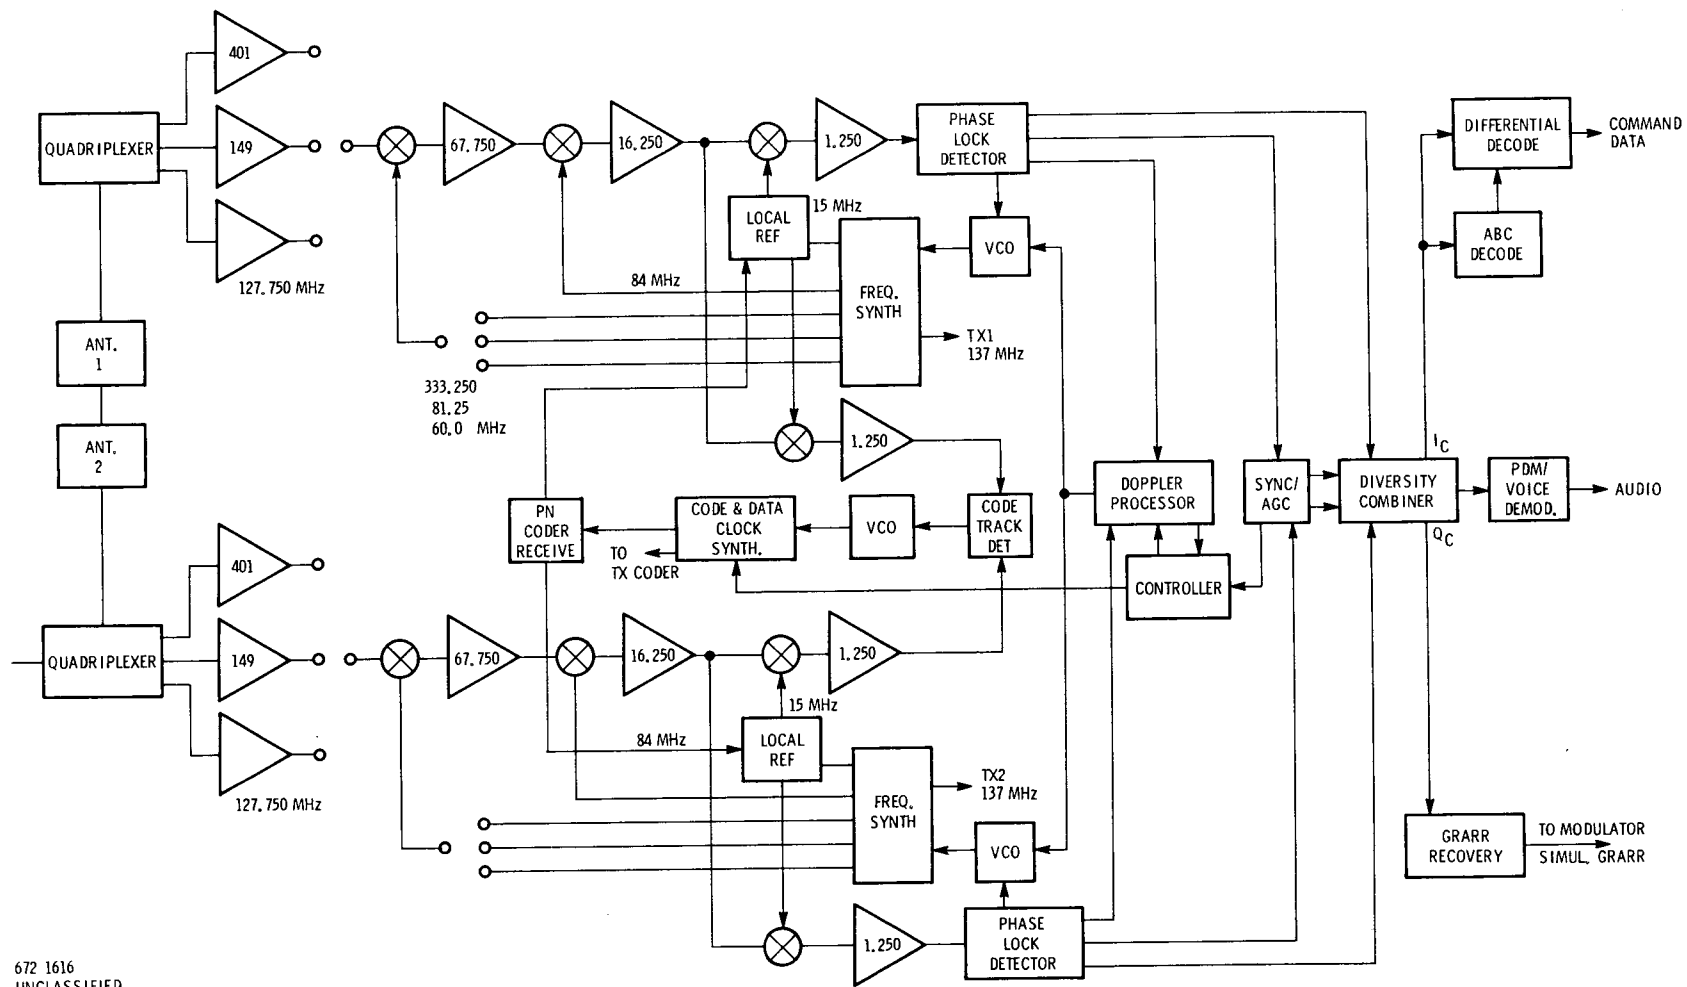 401
QUADRIPLEXER
149
127.750 MHz
67.750
16.250
1.250
PHASE
LOCK
DETECTOR
DIFFERENTIAL
DECODE
COMMAND
DATA
LOCAL
REF
15 MHz
VCO
ABC
DECODE
84 MHz
FREQ.
SYNTH
TX1
137 MHz
ANT.
1
333.250
81.25
60.0 MHz
ANT.
2
1.250
IC
DOPPLER
PROCESSOR
SYNC/
AGC
DIVERSITY
COMBINER
PDM/
VOICE
DEMOD.
AUDIO
QC
PN
CODER
RECEIVE
CODE & DATA
CLOCK
SYNTH.
VCO
CODE
TRACK
DET
TO
TX CODER
CONTROLLER
401
QUADRIPLEXER
149
127.750 MHz
67.750
16.250
1.250
15 MHz
84 MHz
LOCAL
REF
FREQ.
SYNTH
TX2
137 MHz
VCO
GRARR
RECOVERY
TO MODULATOR
SIMUL. GRARR
1.250
PHASE
LOCK
DETECTOR
672 1616
UNCLASSIFIED